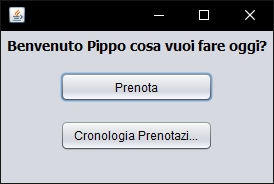 Benvenuto Pippo cosa vuoi fare oggi?
Prenota
Cronologia Prenotazi...